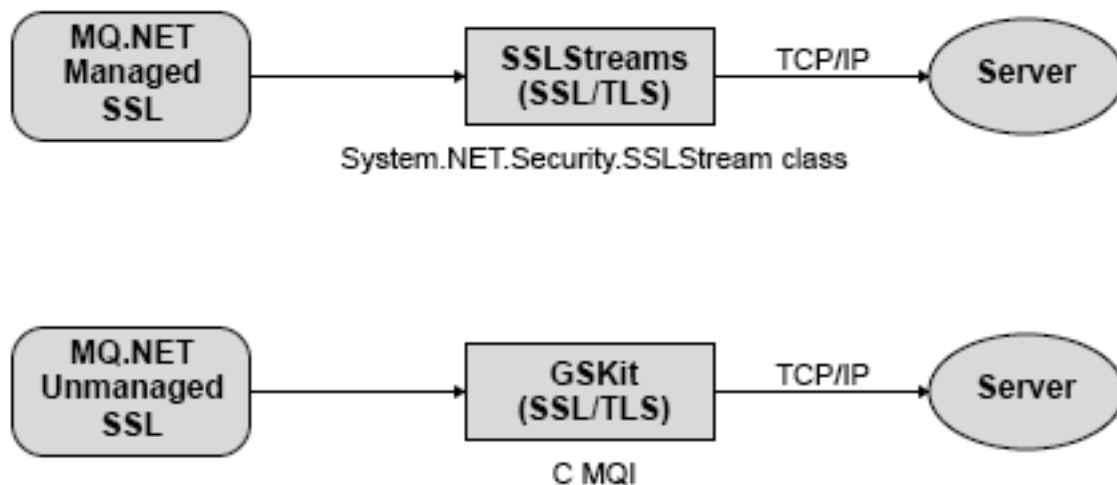 MQ.NET
Managed
SSL
SSLStreams
(SSL/TLS)
TCP/IP
Server
System.NET.Security.SSLStream class
MQ.NET
Unmanaged
SSL
GSKit
(SSL/TLS)
TCP/IP
Server
C MQI